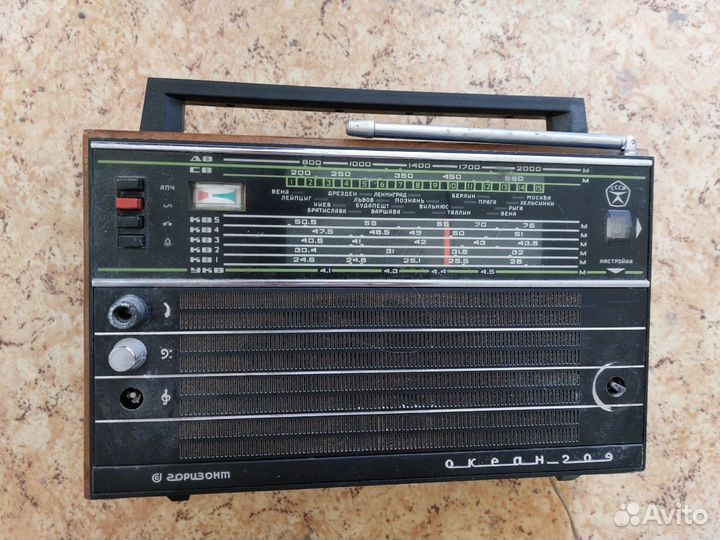 ДВ 800 1000 1400 1700 2000 М
СВ 200 250 350 450 550 М
1 2 3 4 5 6 7 8 9 10 11 12 13 14 15
ВЕНА ДРЕЗДЕН ЛЕНИНГРАД БЕРЛИН МОСКВА
ЛЕЙПЦИГ ЛЬВОВ ПОЗНАНЬ ПРАГА ХЕЛЬСИНКИ
КИЕВ БУДАПЕШТ ВИЛЬНЮС РИГА
БРАТИСЛАВА ВАРШАВА ТАЛЛИН ВЕНА
КВ5 50.5 55 65 70 76 М
КВ4 47.5 48.5 49 50 51 М
КВ3 40.5 41 42 43 43.5 М
КВ2 30.4 31 31.5 32 М
КВ1 24.6 24.8 25.1 25.5 26 М
УКВ 4.1 4.3 4.4 4.5 М
АПЧ
СССР
НАСТРОЙКА
ГОРИЗОНТ
ОКЕАН_209
Avito